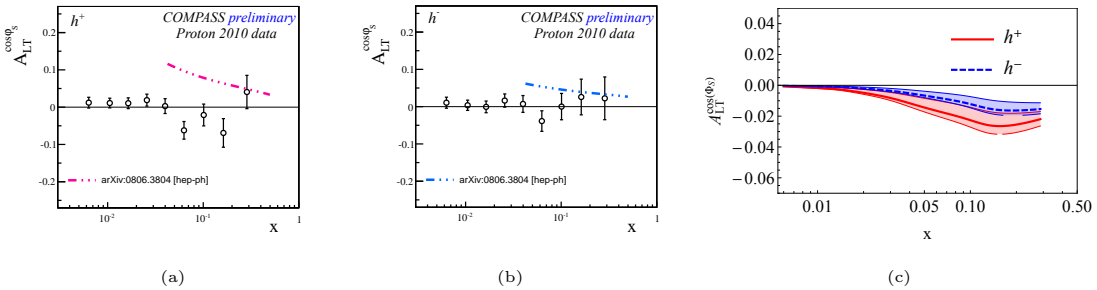 h⁺ COMPASS preliminary
Proton 2010 data
A_LT^cosφ_S
0.2
0.1
0
-0.1
-0.2
arXiv:0806.3804 [hep-ph]
10⁻² 10⁻¹ 1
x
(a)
h⁻ COMPASS preliminary
Proton 2010 data
A_LT^cosφ_S
0.2
0.1
0
-0.1
-0.2
arXiv:0806.3804 [hep-ph]
10⁻² 10⁻¹ 1
x
(b)
A_LT^cos(Φ_S)
0.04
0.02
0.00
−0.02
−0.04
−0.06
h⁺
h⁻
0.01 0.05 0.10 0.50
x
(c)